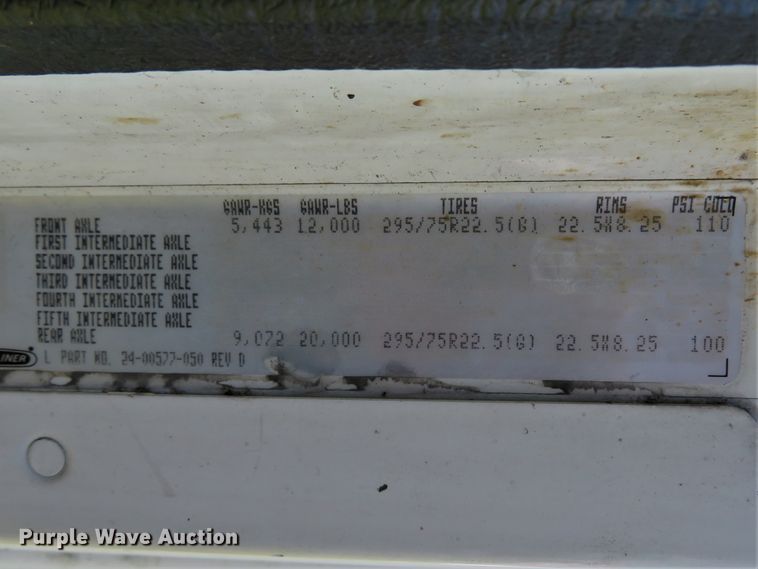 GAWR-KGS GAWR-LBS TIRES RIMS PSI COLD
FRONT AXLE 5,443 12,000 295/75R22.5(G) 22.5X8.25 110
FIRST INTERMEDIATE AXLE
SECOND INTERMEDIATE AXLE
THIRD INTERMEDIATE AXLE
FOURTH INTERMEDIATE AXLE
FIFTH INTERMEDIATE AXLE
REAR AXLE 9,072 20,000 295/75R22.5(G) 22.5X8.25 100
LINER L PART NO. 24-00577-050 REV D
Purple Wave Auction